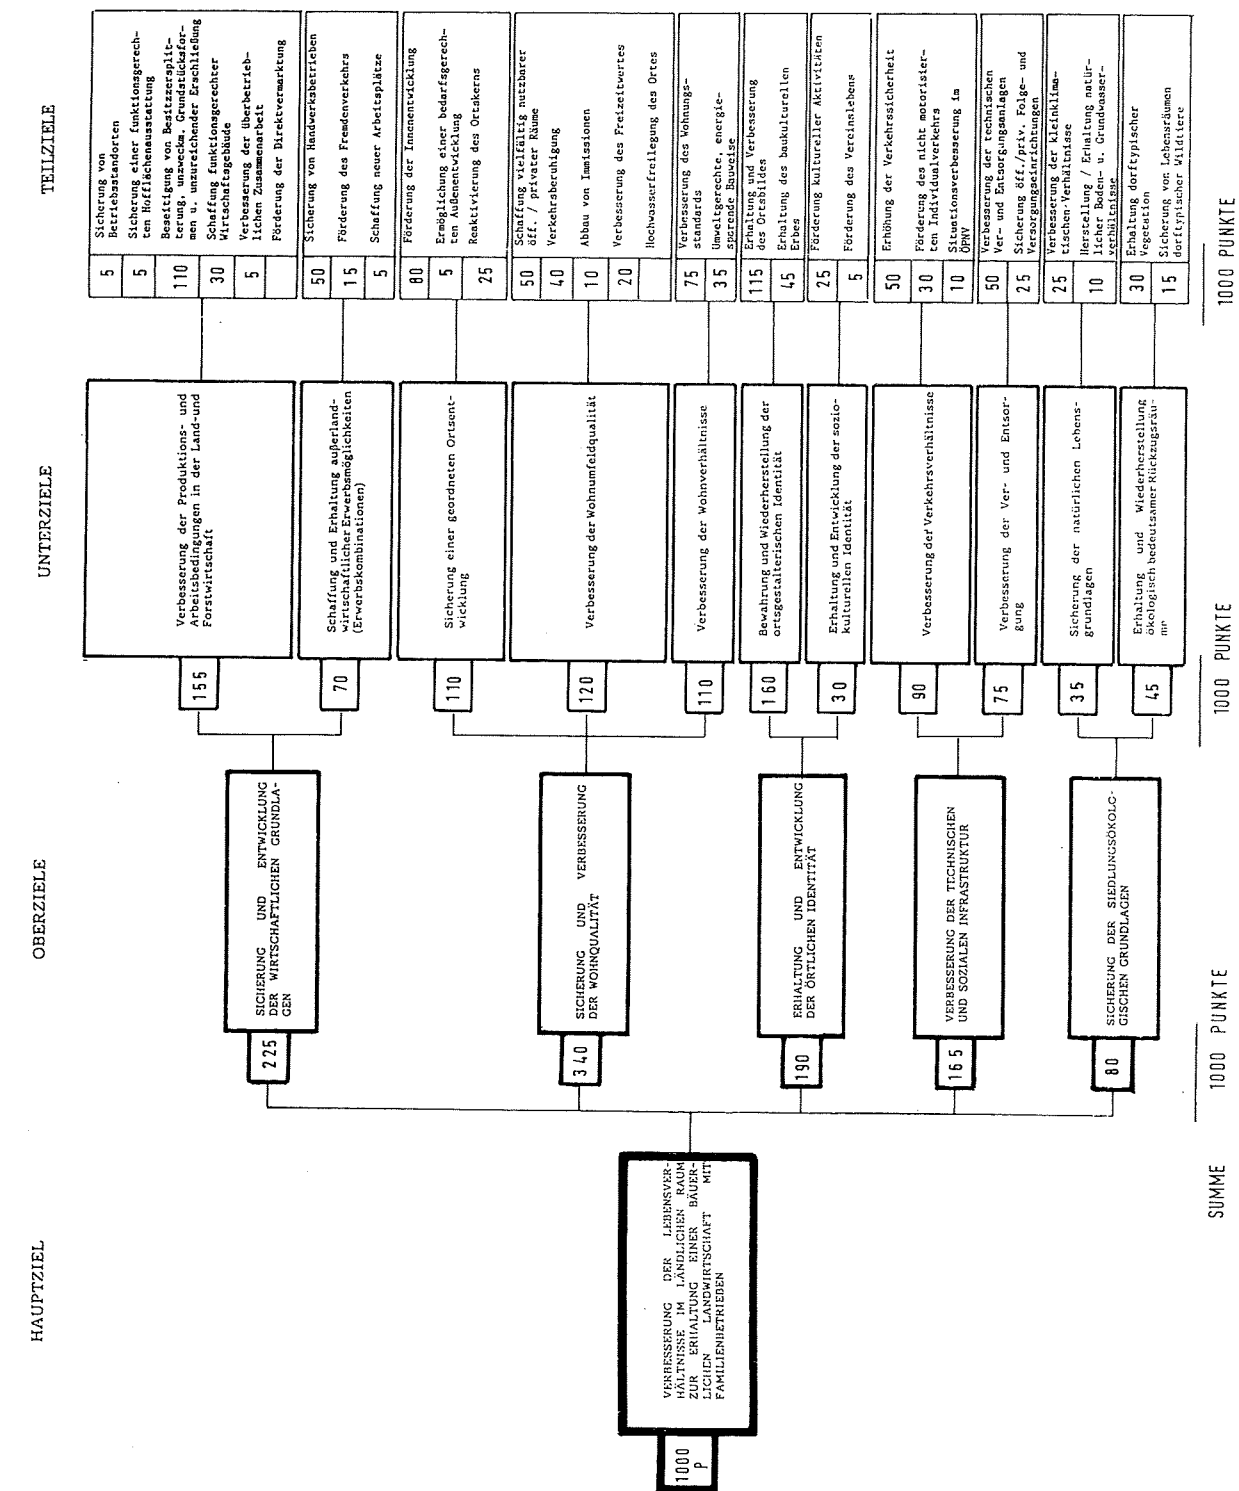 HAUPTZIEL
OBERZIELE
UNTERZIELE
TEILZIELE
1000
P
VERBESSERUNG DER LEBENSVER-
HÄLTNISSE IM LÄNDLICHEN RAUM
ZUR ERHALTUNG EINER BÄUER-
LICHEN LANDWIRTSCHAFT MIT
FAMILIENBETRIEBEN
225
SICHERUNG UND ENTWICKLUNG
DER WIRTSCHAFTLICHEN GRUNDLA-
GEN
340
SICHERUNG UND VERBESSERUNG
DER WOHNQUALITÄT
190
ERHALTUNG UND ENTWICKLUNG
DER ÖRTLICHEN IDENTITÄT
165
VERBESSERUNG DER TECHNISCHEN
UND SOZIALEN INFRASTRUKTUR
80
SICHERUNG DER SIEDLUNGSÖKOLO-
GISCHEN GRUNDLAGEN
155
Verbesserung der Produktions- und
Arbeitsbedingungen in der Land- und
Forstwirtschaft
70
Schaffung und Erhaltung außerland-
wirtschaftlicher Erwerbsmöglichkeiten
(Erwerbskombinationen)
110
Sicherung einer geordneten Ortsent-
wicklung
120
Verbesserung der Wohnumfeldqualität
110
Verbesserung der Wohnverhältnisse
160
Bewahrung und Wiederherstellung der
ortsgestalterischen Identität
30
Erhaltung und Entwicklung der sozio-
kulturellen Identität
90
Verbesserung der Verkehrsverhältnisse
75
Verbesserung der Ver- und Entsor-
gung
35
Sicherung der natürlichen Lebens-
grundlagen
45
Erhaltung und Wiederherstellung
ökologisch bedeutsamer Rückzugsräu-
me
5
Sicherung von
Betriebsstandorten
5
Sicherung einer funktionsgerech-
ten Hofflächenausstattung
110
Beseitigung von Besitzersplit-
terung, unzweckm. Grundstücksfor-
men u. unzureichender Erschließung
30
Schaffung funktionsgerechter
Wirtschaftsgebäude
5
Verbesserung der überbetrieb-
lichen Zusammenarbeit
Förderung der Direktvermarktung
50
Sicherung von Handwerksbetrieben
15
Förderung des Fremdenverkehrs
5
Schaffung neuer Arbeitsplätze
80
Förderung der Innenentwicklung
5
Ermöglichung einer bedarfsgerech-
ten Außenentwicklung
25
Reaktivierung des Ortskerns
50
Schaffung vielfältig nutzbarer
öff. / privater Räume
40
Verkehrsberuhigung
10
Abbau von Immissionen
20
Verbesserung des Freizeitwertes
Hochwasserfreilegung des Ortes
75
Verbesserung des Wohnungs-
standards
35
Umweltgerechte, energie-
sparende Bauweise
115
Erhaltung und Verbesserung
des Ortsbildes
45
Erhaltung des baukulturellen
Erbes
25
Förderung kultureller Aktivitäten
5
Förderung des Vereinslebens
50
Erhöhung der Verkehrssicherheit
30
Förderung des nicht motorisier-
ten Individualverkehrs
10
Situationsverbesserung im
ÖPNV
50
Verbesserung der technischen
Ver- und Entsorgungsanlagen
25
Sicherung öff./priv. Folge- und
Versorgungseinrichtungen
25
Verbesserung der kleinklima-
tischen Verhältnisse
10
Herstellung / Erhaltung natür-
licher Boden- u. Grundwasser-
verhältnisse
30
Erhaltung dorftypischer
Vegetation
15
Sicherung von Lebensräumen
dorftypischer Wildtiere
SUMME
1000 PUNKTE
1000 PUNKTE
1000 PUNKTE